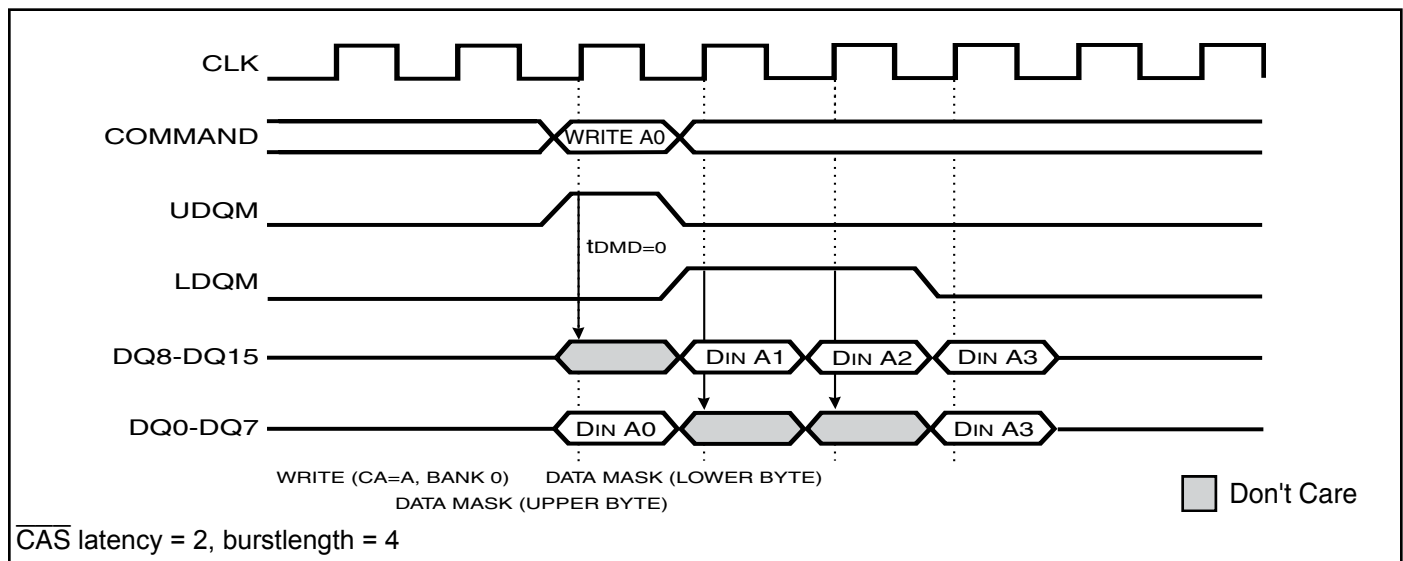 CLK
COMMAND WRITE A0
UDQM
tDMD=0
LDQM
DQ8-DQ15 DIN A1 DIN A2 DIN A3
DQ0-DQ7 DIN A0 DIN A3
WRITE (CA=A, BANK 0) DATA MASK (LOWER BYTE)
DATA MASK (UPPER BYTE)
Don't Care
CAS latency = 2, burstlength = 4